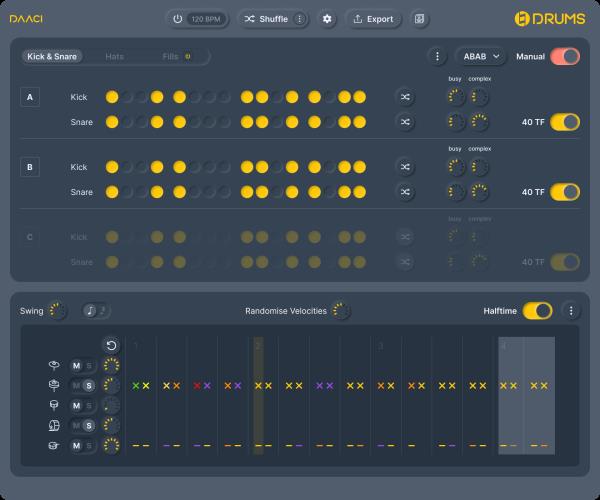 DAACI
120 BPM
Shuffle
Export
DRUMS
Kick & Snare
Hats
Fills
ABAB
Manual
busy complex
A
Kick
Snare
40 TF
busy complex
B
Kick
Snare
40 TF
busy complex
C
Kick
Snare
40 TF
Swing
Randomise Velocities
Halftime
1 2 3 4
M S
M S
M S
M S
M S